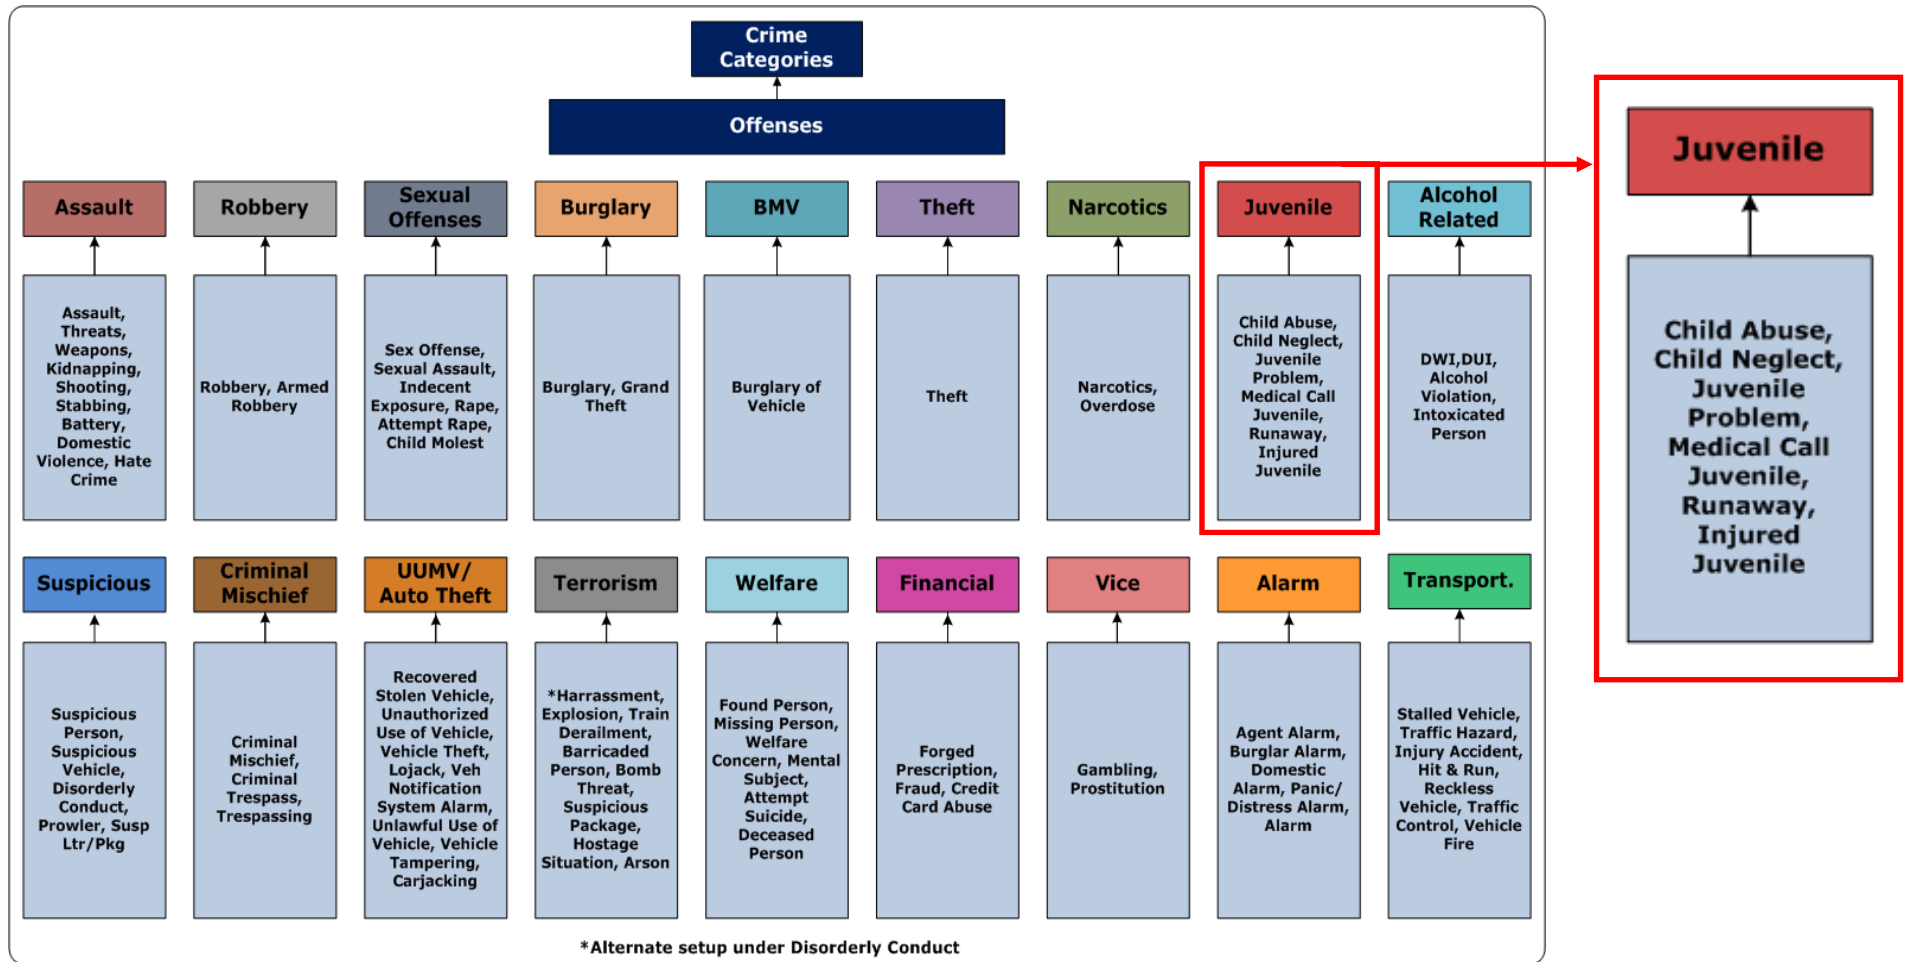 Crime
Categories
Offenses
Assault
Robbery
Sexual
Offenses
Burglary
BMV
Theft
Narcotics
Juvenile
Alcohol
Related
Assault,
Threats,
Weapons,
Kidnapping,
Shooting,
Stabbing,
Battery,
Domestic
Violence, Hate
Crime
Robbery, Armed
Robbery
Sex Offense,
Sexual Assault,
Indecent
Exposure, Rape,
Attempt Rape,
Child Molest
Burglary, Grand
Theft
Burglary of
Vehicle
Theft
Narcotics,
Overdose
Child Abuse,
Child Neglect,
Juvenile
Problem,
Medical Call
Juvenile,
Runaway,
Injured
Juvenile
DWI,DUI,
Alcohol
Violation,
Intoxicated
Person
Suspicious
Criminal
Mischief
UUMV/
Auto Theft
Terrorism
Welfare
Financial
Vice
Alarm
Transport.
Suspicious
Person,
Suspicious
Vehicle,
Disorderly
Conduct,
Prowler, Susp
Ltr/Pkg
Criminal
Mischief,
Criminal
Trespass,
Trespassing
Recovered
Stolen Vehicle,
Unauthorized
Use of Vehicle,
Vehicle Theft,
Lojack, Veh
Notification
System Alarm,
Unlawful Use of
Vehicle, Vehicle
Tampering,
Carjacking
*Harrassment,
Explosion, Train
Derailment,
Barricaded
Person, Bomb
Threat,
Suspicious
Package,
Hostage
Situation, Arson
Found Person,
Missing Person,
Welfare
Concern, Mental
Subject,
Attempt
Suicide,
Deceased
Person
Forged
Prescription,
Fraud, Credit
Card Abuse
Gambling,
Prostitution
Agent Alarm,
Burglar Alarm,
Domestic
Alarm, Panic/
Distress Alarm,
Alarm
Stalled Vehicle,
Traffic Hazard,
Injury Accident,
Hit & Run,
Reckless
Vehicle, Traffic
Control, Vehicle
Fire
*Alternate setup under Disorderly Conduct
Juvenile
Child Abuse,
Child Neglect,
Juvenile
Problem,
Medical Call
Juvenile,
Runaway,
Injured
Juvenile